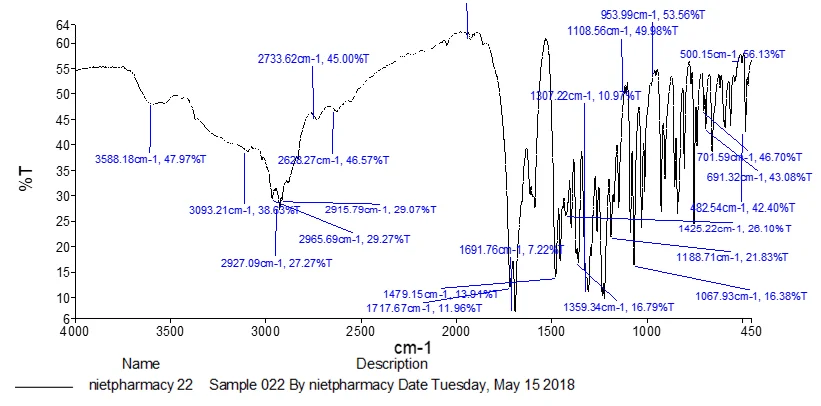 953.99cm-1, 53.56%T
1108.56cm-1, 49.98%T
2733.62cm-1, 45.00%T
500.15cm-1, 56.13%T
1307.22cm-1, 10.97%T
3588.18cm-1, 47.97%T
2628.27cm-1, 46.57%T
701.59cm-1, 46.70%T
691.32cm-1, 43.08%T
3093.21cm-1, 38.63%T
2915.79cm-1, 29.07%T
482.54cm-1, 42.40%T
2965.69cm-1, 29.27%T
1425.22cm-1, 26.10%T
2927.09cm-1, 27.27%T
1691.76cm-1, 7.22%T
1188.71cm-1, 21.83%T
1479.15cm-1, 13.91%T
1717.67cm-1, 11.96%T
1359.34cm-1, 16.79%T
1067.93cm-1, 16.38%T
%T
64
60
55
50
45
40
35
30
25
20
15
10
6
4000 3500 3000 2500 2000 1500 1000 450
cm-1
Name Description
nietpharmacy 22 Sample 022 By nietpharmacy Date Tuesday, May 15 2018